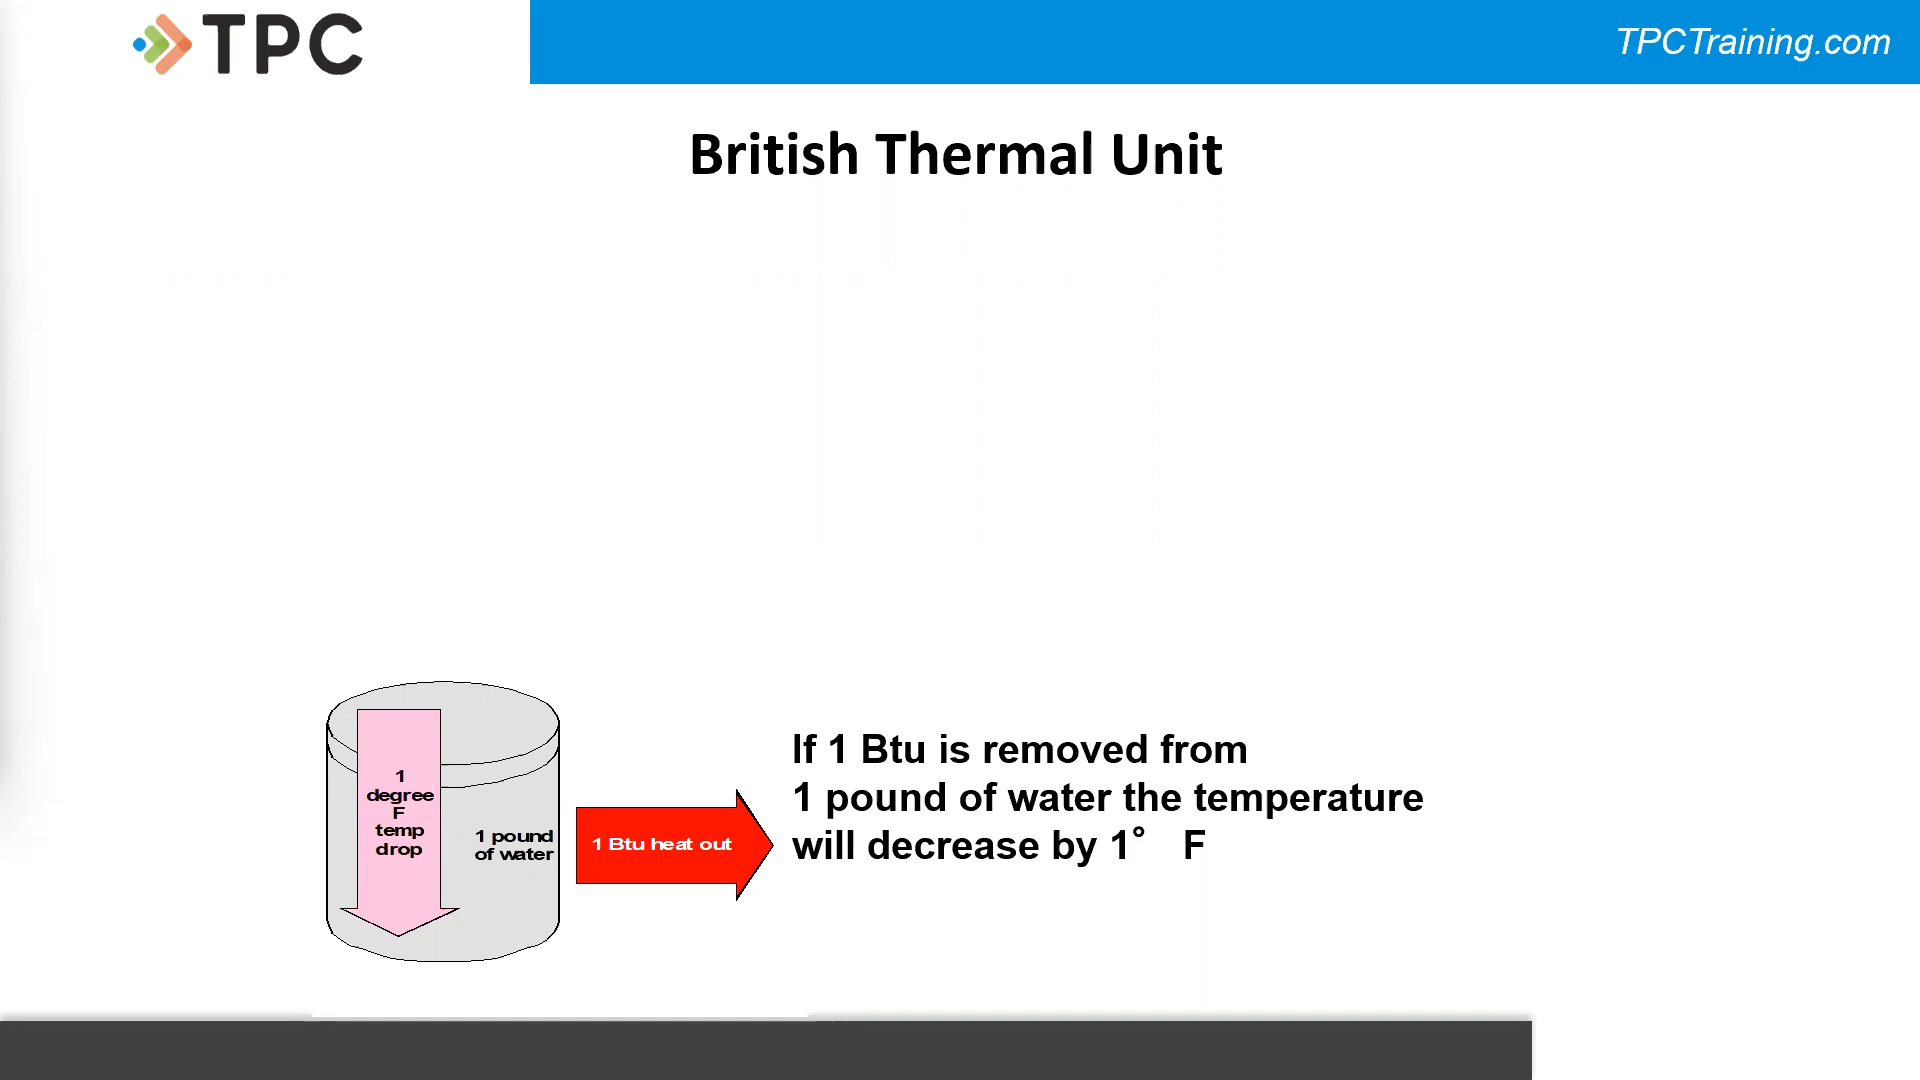 TPC
TPCTraining.com
British Thermal Unit
1
degree
F
temp
drop
1 pound
of water
1 Btu heat out
If 1 Btu is removed from
1 pound of water the temperature
will decrease by 1° F